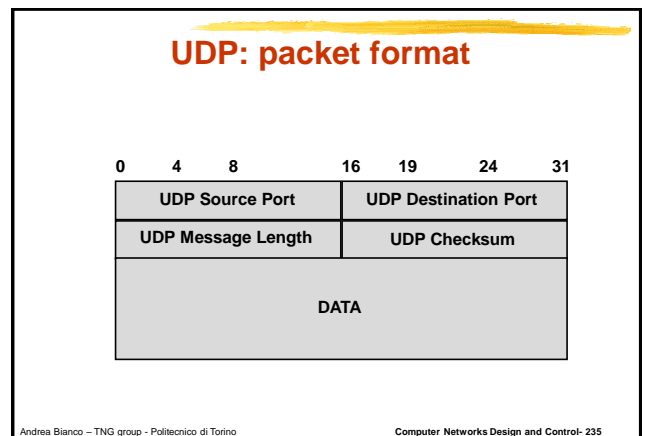 UDP: packet format
0 4 8 16 19 24 31
UDP Source Port UDP Destination Port
UDP Message Length UDP Checksum
DATA
Andrea Bianco – TNG group - Politecnico di Torino Computer Networks Design and Control- 235